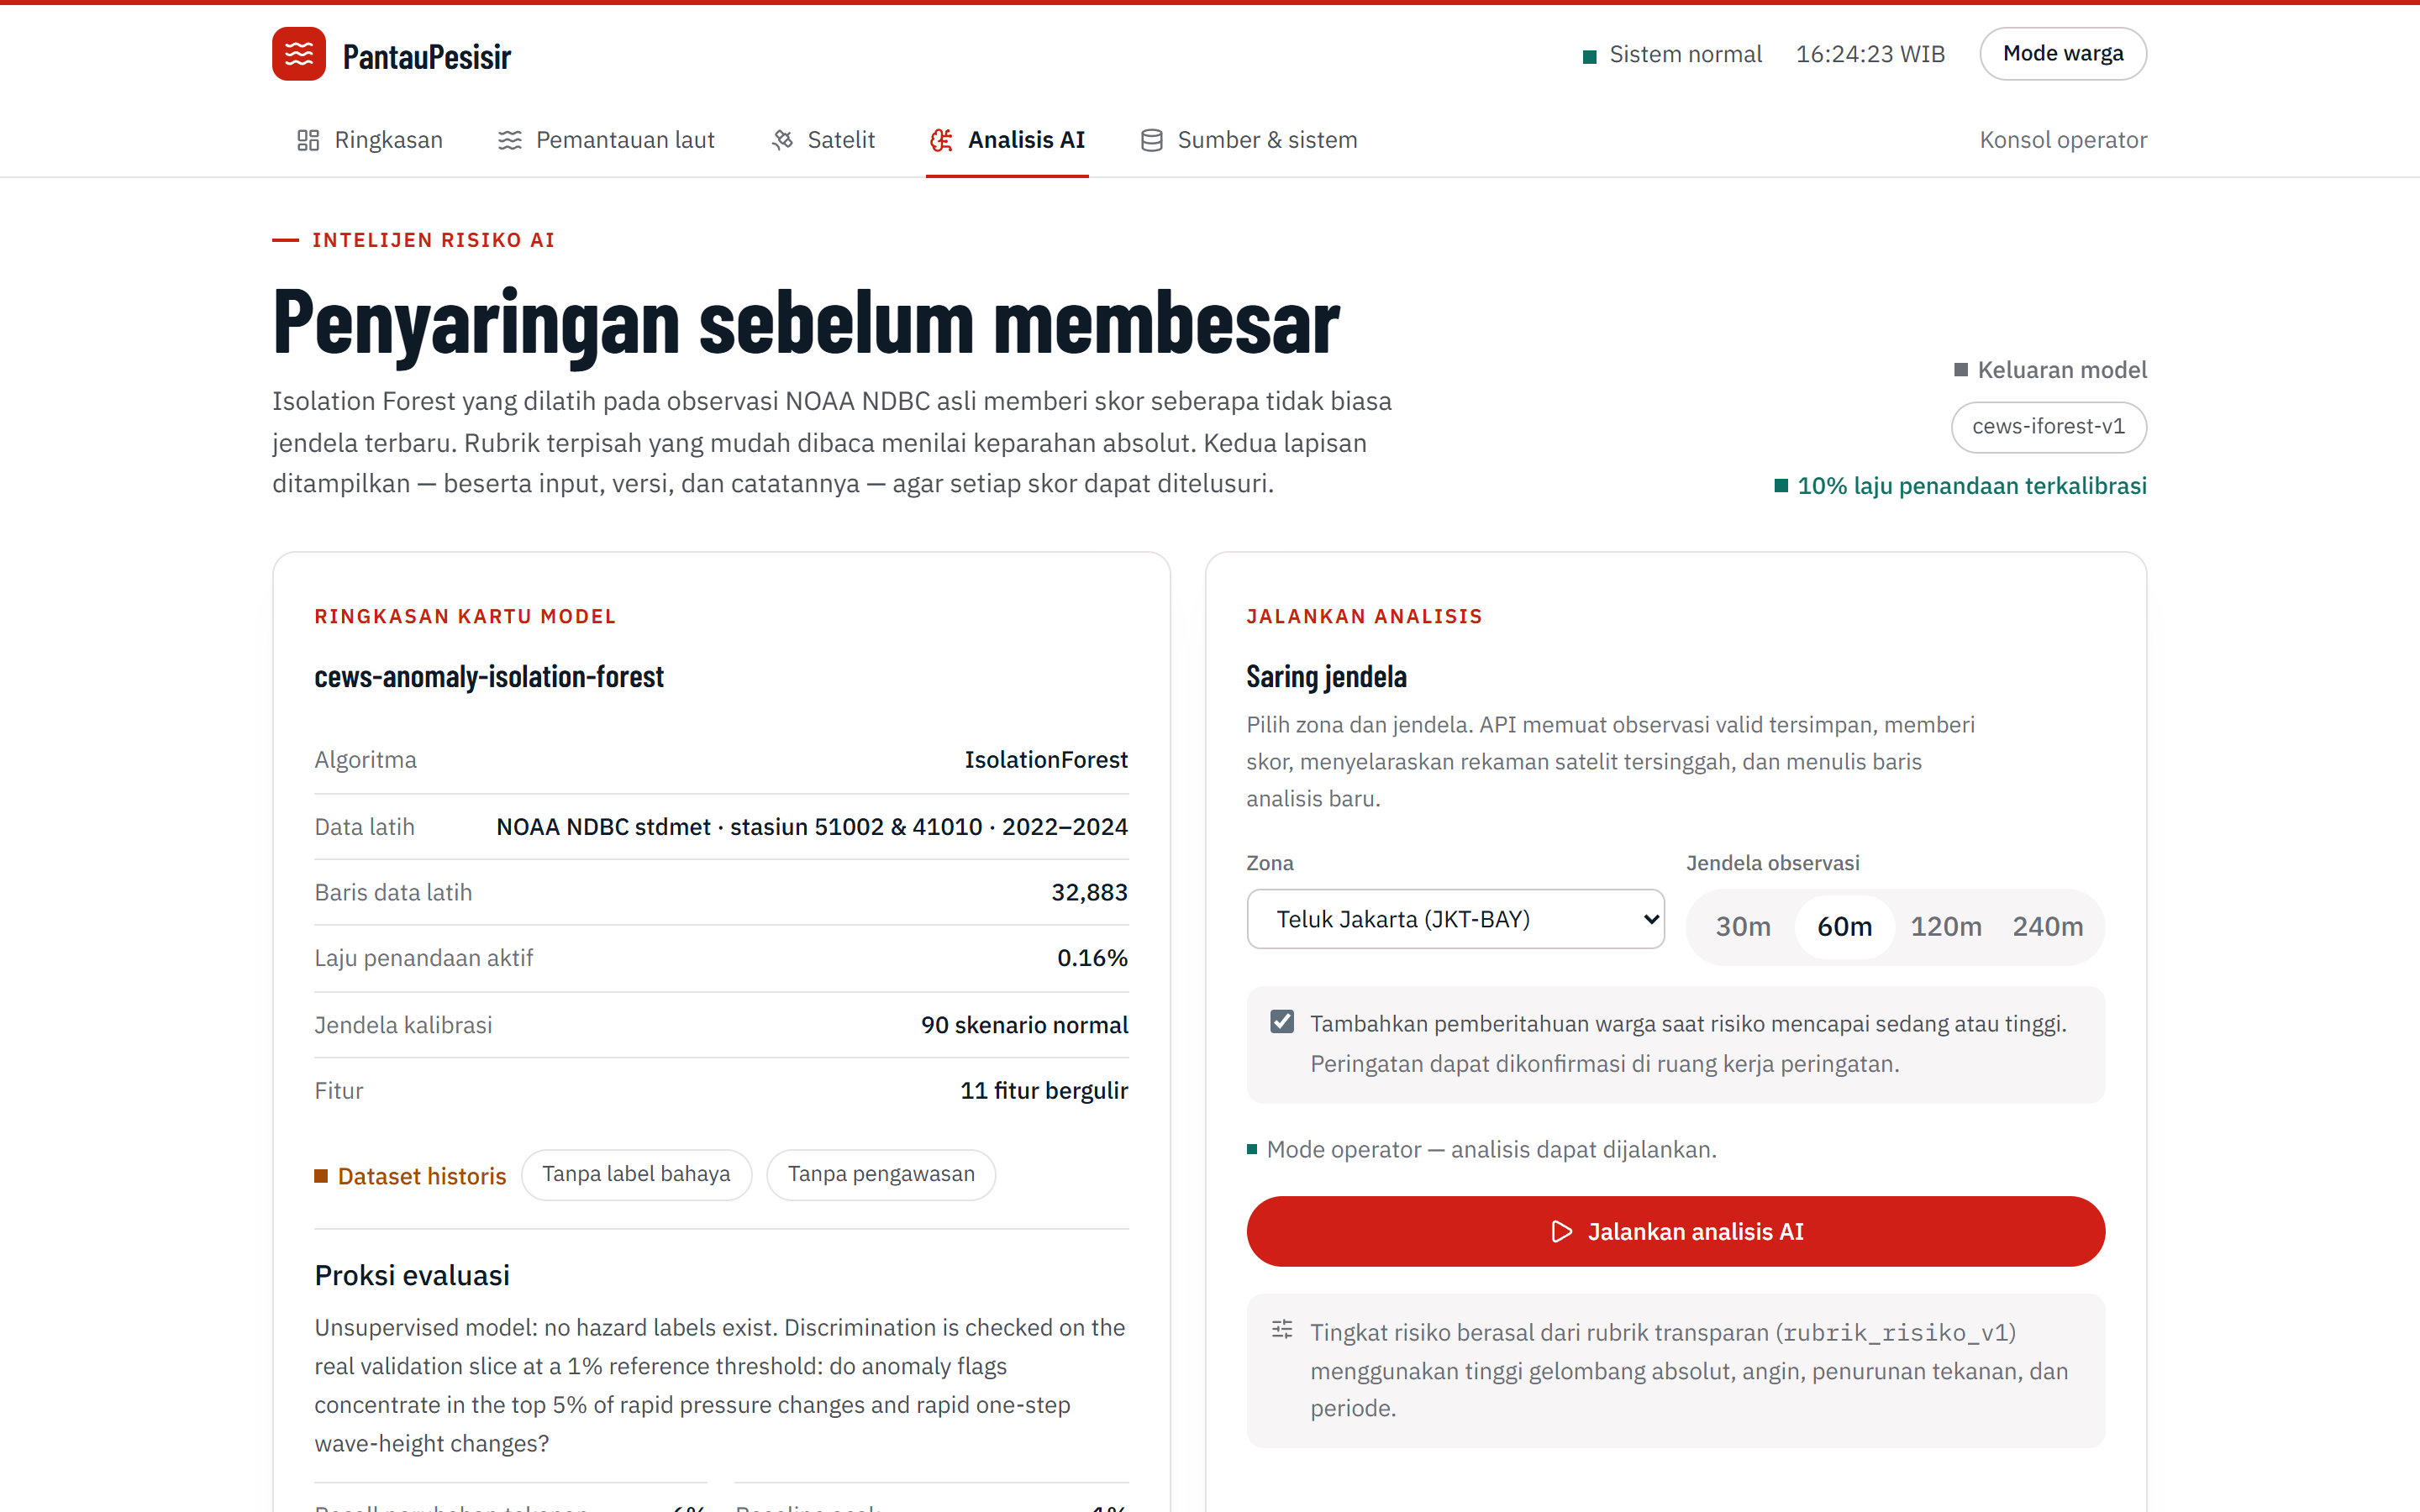 PantauPesisir
Sistem normal
16:24:23 WIB
Mode warga
Ringkasan
Pemantauan laut
Satelit
Analisis AI
Sumber & sistem
Konsol operator
INTELIJEN RISIKO AI
Penyaringan sebelum membesar
Isolation Forest yang dilatih pada observasi NOAA NDBC asli memberi skor seberapa tidak biasa
jendela terbaru. Rubrik terpisah yang mudah dibaca menilai keparahan absolut. Kedua lapisan
ditampilkan — beserta input, versi, dan catatannya — agar setiap skor dapat ditelusuri.
Keluaran model
cews-iforest-v1
10% laju penandaan terkalibrasi
RINGKASAN KARTU MODEL
cews-anomaly-isolation-forest
Algoritma IsolationForest
Data latih NOAA NDBC stdmet · stasiun 51002 & 41010 · 2022–2024
Baris data latih 32,883
Laju penandaan aktif 0.16%
Jendela kalibrasi 90 skenario normal
Fitur 11 fitur bergulir
Dataset historis
Tanpa label bahaya
Tanpa pengawasan
Proksi evaluasi
Unsupervised model: no hazard labels exist. Discrimination is checked on the
real validation slice at a 1% reference threshold: do anomaly flags
concentrate in the top 5% of rapid pressure changes and rapid one-step
wave-height changes?
JALANKAN ANALISIS
Saring jendela
Pilih zona dan jendela. API memuat observasi valid tersimpan, memberi
skor, menyelaraskan rekaman satelit tersinggah, dan menulis baris
analisis baru.
Zona
Teluk Jakarta (JKT-BAY)
Jendela observasi
30m 60m 120m 240m
Tambahkan pemberitahuan warga saat risiko mencapai sedang atau tinggi.
Peringatan dapat dikonfirmasi di ruang kerja peringatan.
Mode operator — analisis dapat dijalankan.
Jalankan analisis AI
Tingkat risiko berasal dari rubrik transparan (rubrik_risiko_v1)
menggunakan tinggi gelombang absolut, angin, penurunan tekanan, dan
periode.